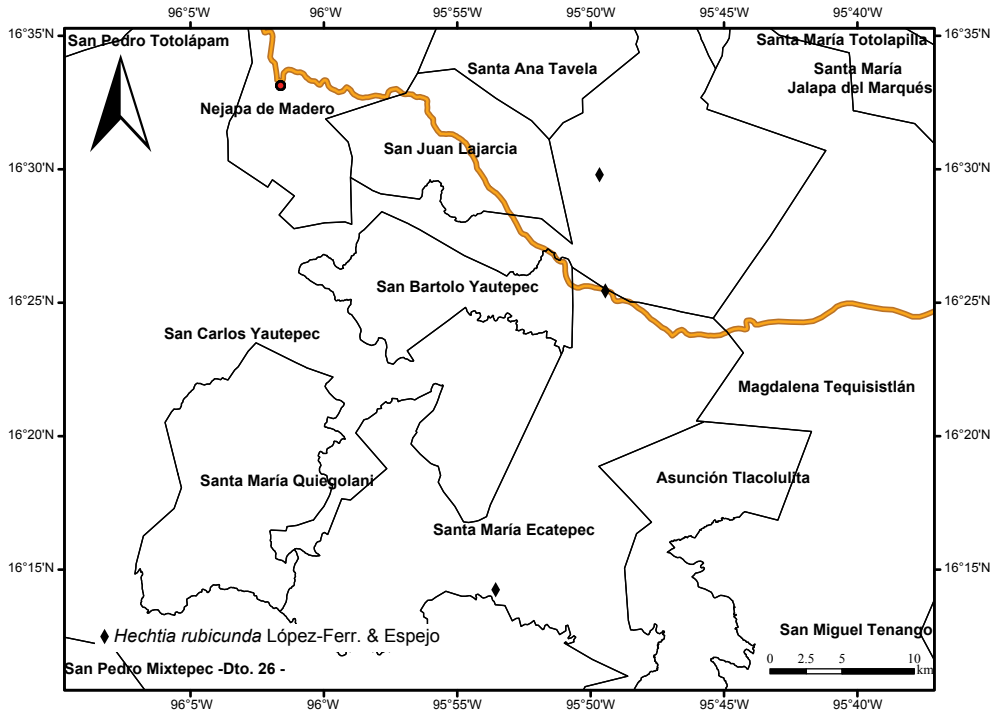 96°5'W 96°0'W 95°55'W 95°50'W 95°45'W 95°40'W
16°35'N 16°35'N
San Pedro Totolápam
Santa María Totolapilla
Santa Ana Tavela
Santa María
Jalapa del Marqués
Nejapa de Madero
San Juan Lajarcia
16°30'N 16°30'N
San Bartolo Yautepec
16°25'N 16°25'N
San Carlos Yautepec
Magdalena Tequisistlán
16°20'N 16°20'N
Santa María Quiegolani
Asunción Tlacolulita
Santa María Ecatepec
16°15'N 16°15'N
Hechtia rubicunda López-Ferr. & Espejo
San Miguel Tenango
San Pedro Mixtepec -Dto. 26 -
0 2.5 5 10
km
96°5'W 96°0'W 95°55'W 95°50'W 95°45'W 95°40'W